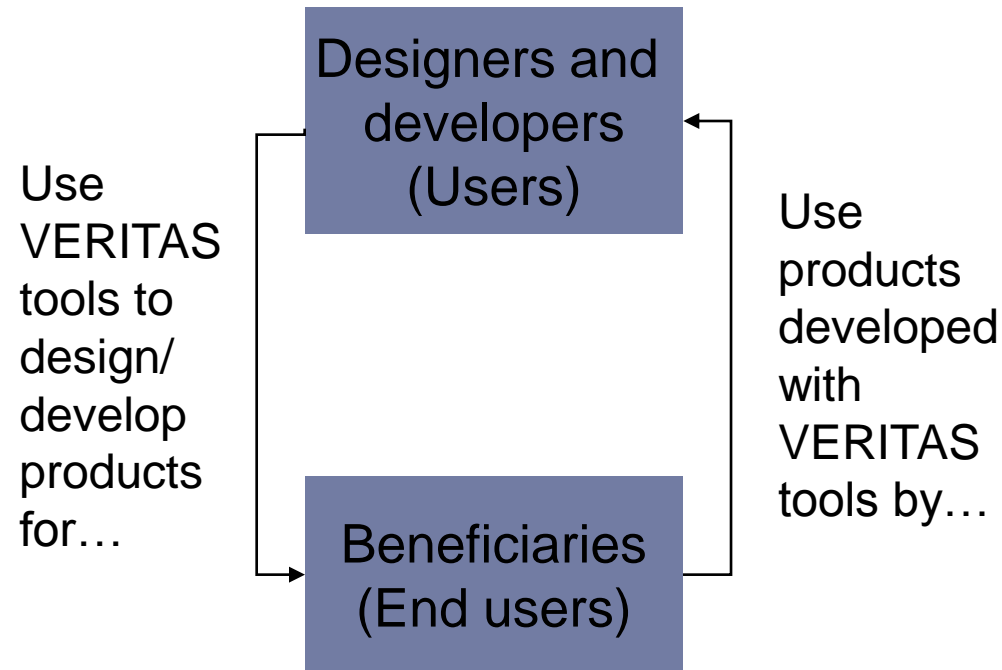 Designers and
developers
(Users)
Use
VERITAS
tools to
design/
develop
products
for…
Use
products
developed
with
VERITAS
tools by…
Beneficiaries
(End users)